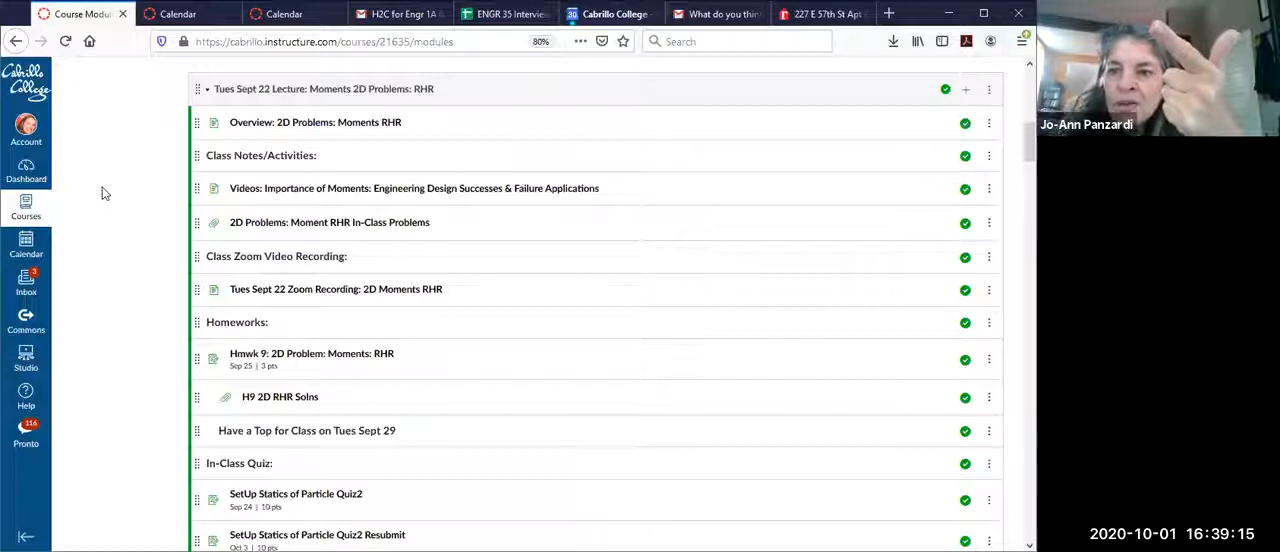 Course Modul
Calendar
Calendar
H2C for Engr 1A &
ENGR 35 Intervie
30
Cabrillo College -
What do you thin
227 E 57th St Apt
https://cabrillo.instructure.com/courses/21635/modules
80%
Search
Cabrillo College
Account
Dashboard
Courses
Calendar
3
Inbox
Commons
Studio
Help
116
Pronto
Tues Sept 22 Lecture: Moments 2D Problems: RHR
Overview: 2D Problems: Moments RHR
Class Notes/Activities:
Videos: Importance of Moments: Engineering Design Successes & Failure Applications
2D Problems: Moment RHR In-Class Problems
Class Zoom Video Recording:
Tues Sept 22 Zoom Recording: 2D Moments RHR
Homeworks:
Hmwk 9: 2D Problem: Moments: RHR
Sep 25 | 3 pts
H9 2D RHR Solns
Have a Top for Class on Tues Sept 29
In-Class Quiz:
SetUp Statics of Particle Quiz2
Sep 24 | 10 pts
SetUp Statics of Particle Quiz2 Resubmit
Oct 3 | 10 pts
Jo-Ann Panzardi
2020-10-01 16:39:15